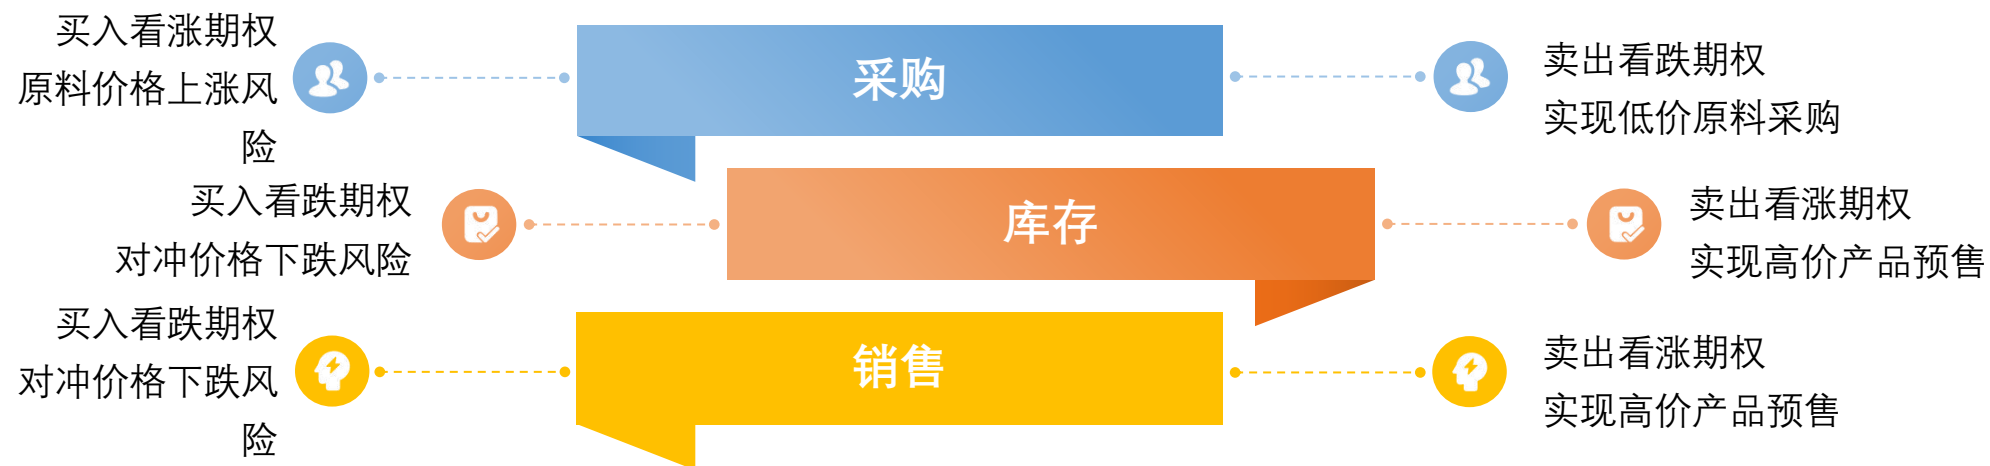 买入看涨期权
原料价格上涨风
险
采购
卖出看跌期权
实现低价原料采购
买入看跌期权
对冲价格下跌风险
库存
卖出看涨期权
实现高价产品预售
买入看跌期权
对冲价格下跌风
险
销售
卖出看涨期权
实现高价产品预售